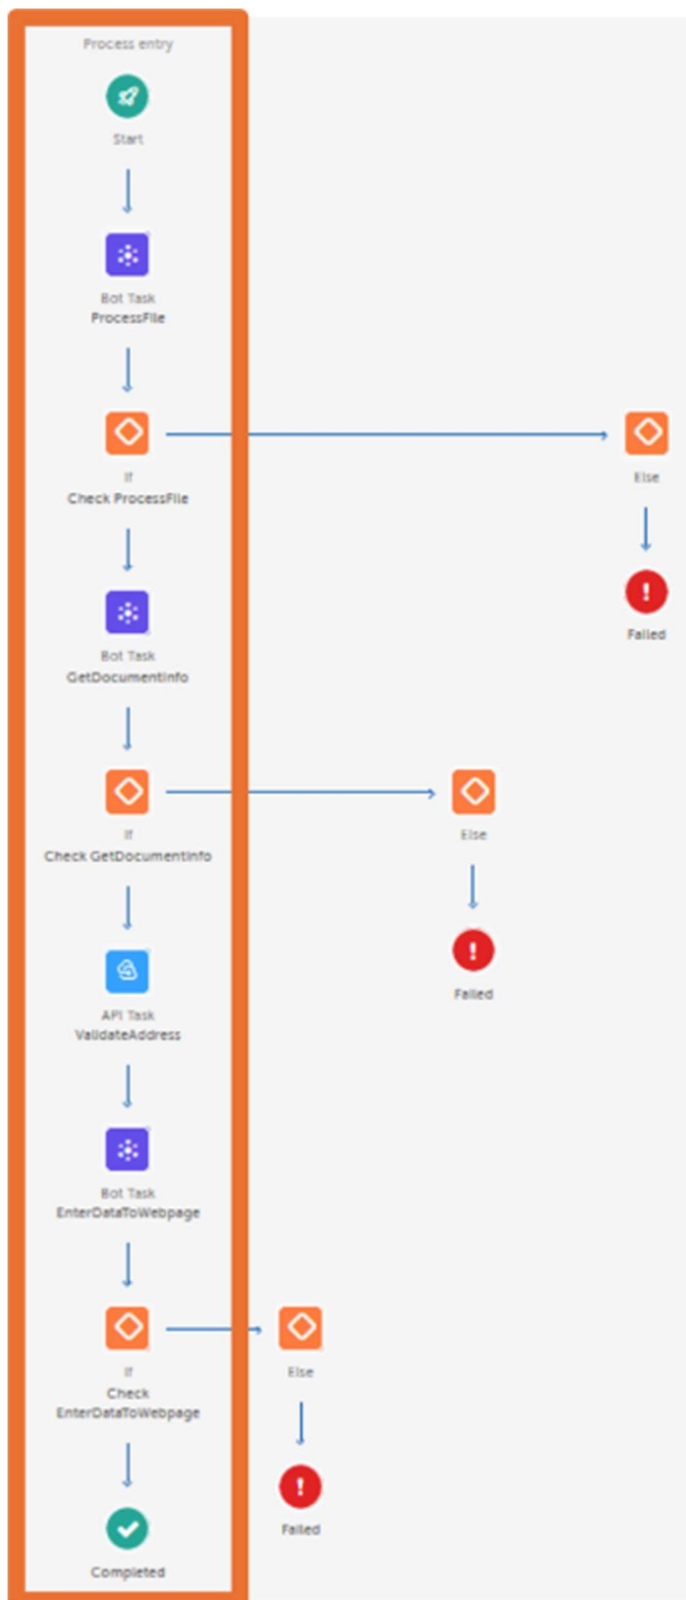 Process entry
Start
Bot Task
ProcessFile
If
Check ProcessFile
Else
Failed
Bot Task
GetDocumentInfo
If
Check GetDocumentInfo
Else
Failed
API Task
ValidateAddress
Bot Task
EnterDataToWebpage
If
Check
EnterDataToWebpage
Else
Failed
Completed